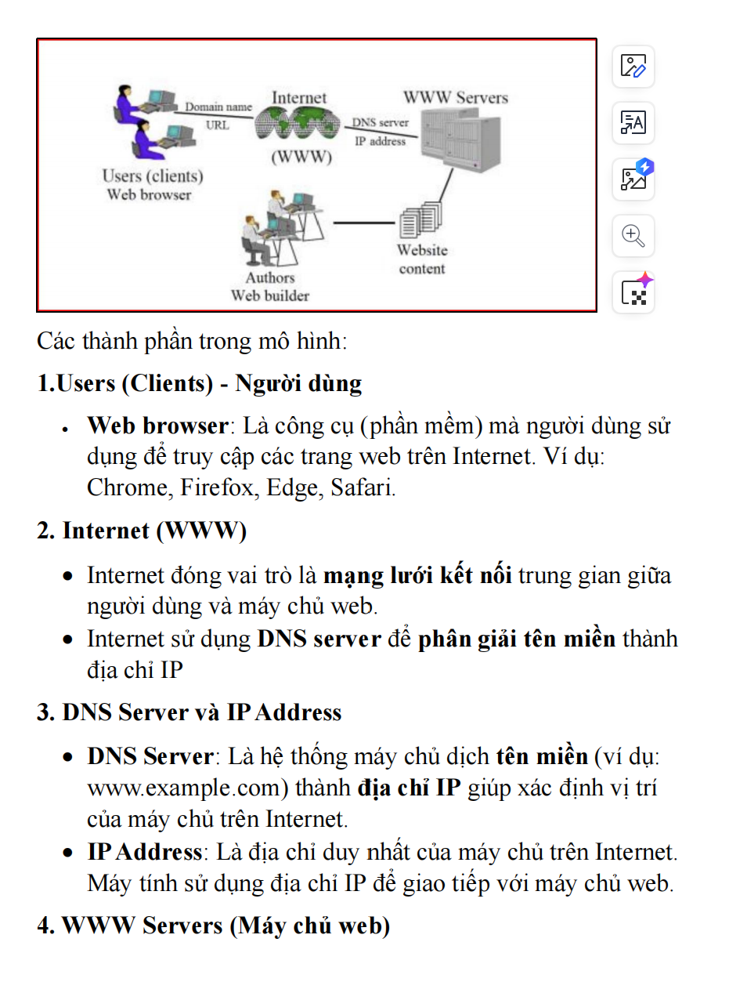 Domain name
URL
Internet
(WWW)
DNS server
IP address
WWW Servers
Users (clients)
Web browser
Authors
Web builder
Website
content
Các thành phần trong mô hình:
1.Users (Clients) - Người dùng
• Web browser: Là công cụ (phần mềm) mà người dùng sử
dụng để truy cập các trang web trên Internet. Ví dụ:
Chrome, Firefox, Edge, Safari.
2. Internet (WWW)
• Internet đóng vai trò là mạng lưới kết nối trung gian giữa
người dùng và máy chủ web.
• Internet sử dụng DNS server để phân giải tên miền thành
địa chỉ IP
3. DNS Server và IP Address
• DNS Server: Là hệ thống máy chủ dịch tên miền (ví dụ:
www.example.com) thành địa chỉ IP giúp xác định vị trí
của máy chủ trên Internet.
• IP Address: Là địa chỉ duy nhất của máy chủ trên Internet.
Máy tính sử dụng địa chỉ IP để giao tiếp với máy chủ web.
4. WWW Servers (Máy chủ web)